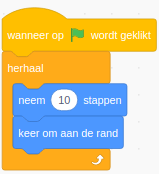 wanneer op wordt geklikt
herhaal
neem 10 stappen
keer om aan de rand